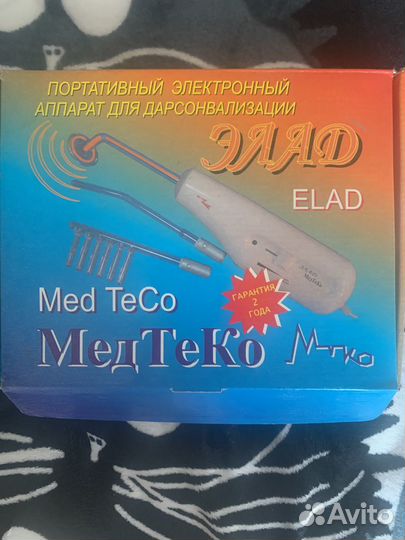 ПОРТАТИВНЫЙ ЭЛЕКТРОННЫЙ
АППАРАТ ДЛЯ ДАРСОНВАЛИЗАЦИИ
ЭЛАД
ELAD
Med TeCo
ГАРАНТИЯ
2
ГОДА
МедТеКо
М-тко
Avito